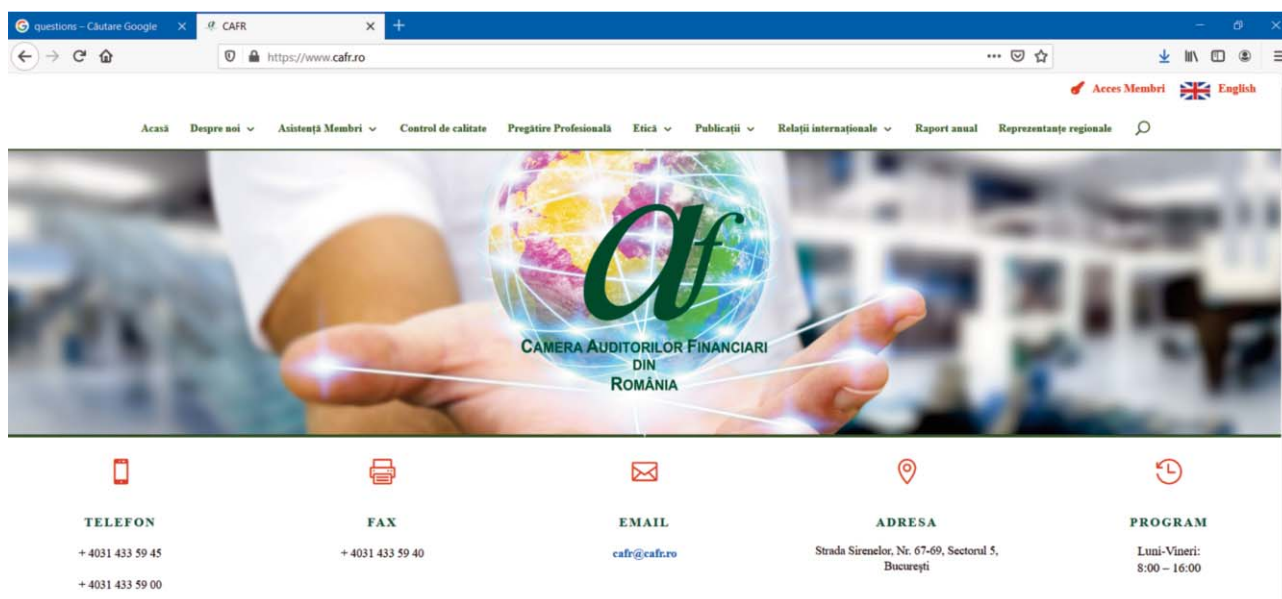 questions – Căutare Google
CAFR
https://www.cafr.ro
Acces Membri
English
Acasă
Despre noi
Asistență Membri
Control de calitate
Pregătire Profesională
Etică
Publicații
Relații internaționale
Raport anual
Reprezentanțe regionale
af
CAMERA AUDITORILOR FINANCIARI
DIN
ROMÂNIA
TELEFON
+ 4031 433 59 45
+ 4031 433 59 00
FAX
+ 4031 433 59 40
EMAIL
cafr@cafr.ro
ADRESA
Strada Sirenelor, Nr. 67-69, Sectorul 5,
București
PROGRAM
Luni-Vineri:
8:00 – 16:00